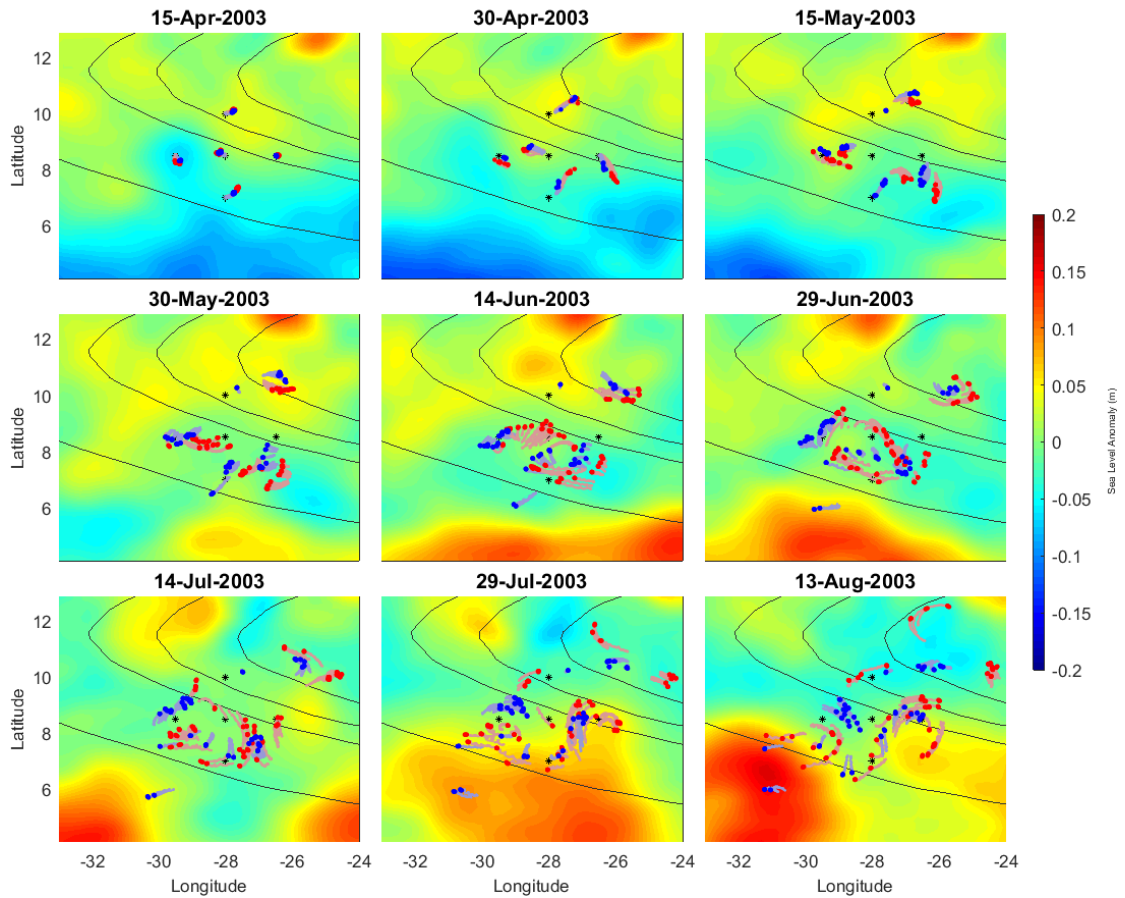 15-Apr-2003
30-Apr-2003
15-May-2003
12
10
8
6
Latitude
30-May-2003
14-Jun-2003
29-Jun-2003
12
10
8
6
Latitude
14-Jul-2003
29-Jul-2003
13-Aug-2003
12
10
8
6
Latitude
-32 -30 -28 -26 -24
-32 -30 -28 -26 -24
-32 -30 -28 -26 -24
Longitude
Longitude
Longitude
0.2
0.15
0.1
0.05
0
-0.05
-0.1
-0.15
-0.2
Sea Level Anomaly (m)